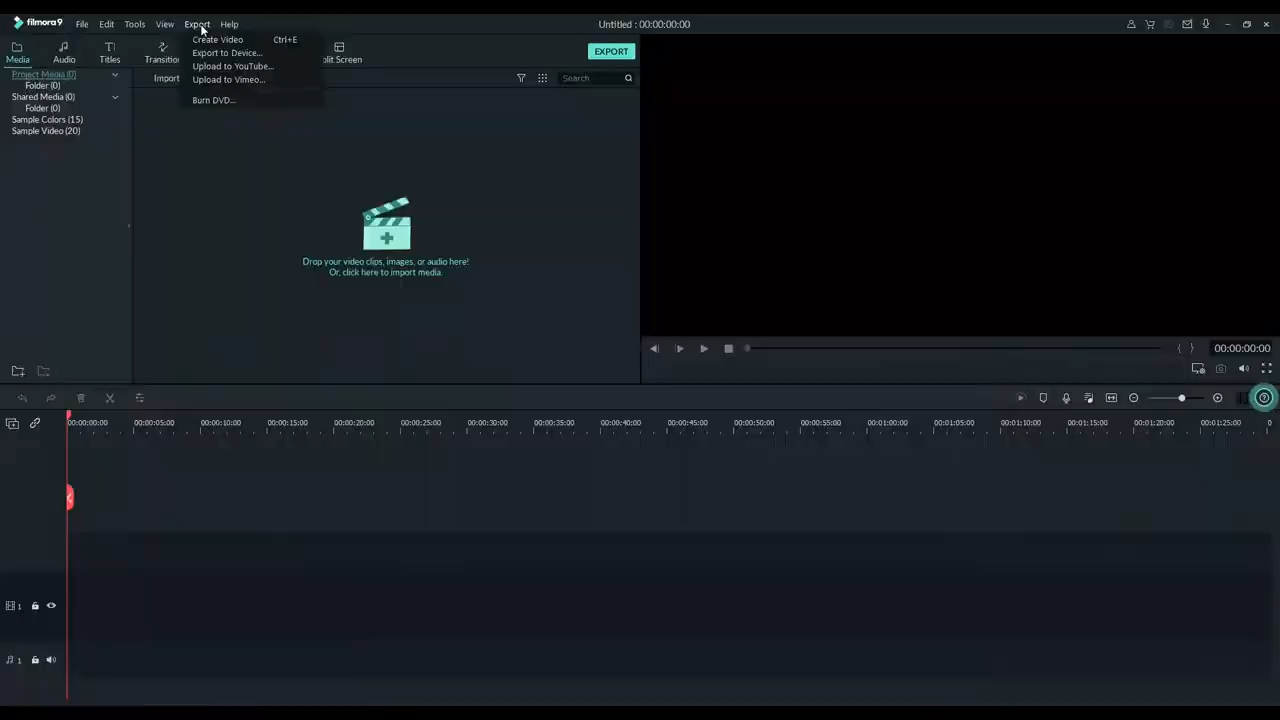 filmora9 File Edit Tools View Export Help Untitled : 00:00:00:00
Create Video Ctrl+E
Export to Device...
Upload to YouTube...
Upload to Vimeo...
Burn DVD...
Media Audio Titles Transition plit Screen EXPORT
Project Media (0)
Folder (0)
Shared Media (0)
Folder (0)
Sample Colors (15)
Sample Video (20)
Import Search
Drop your video clips, images, or audio here!
Or, click here to import media.
00:00:00:00
00:00:00:00 00:00:05:00 00:00:10:00 00:00:15:00 00:00:20:00 00:00:25:00 00:00:30:00 00:00:35:00 00:00:40:00 00:00:45:00 00:00:50:00 00:00:55:00 00:01:00:00 00:01:05:00 00:01:10:00 00:01:15:00 00:01:20:00 00:01:25:00 0
1
1